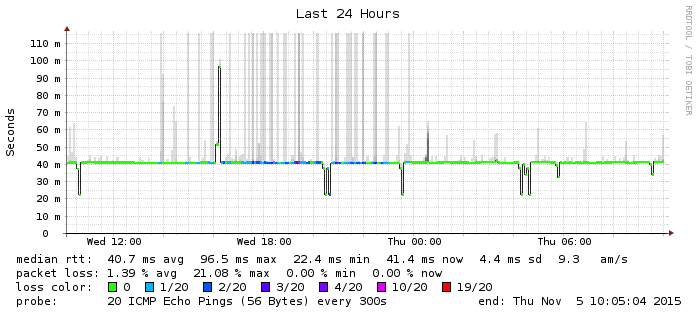 Last 24 Hours
RRDTOOL / TOBI OETIKER
Seconds
110 m
100 m
90 m
80 m
70 m
60 m
50 m
40 m
30 m
20 m
10 m
0
Wed 12:00 Wed 18:00 Thu 00:00 Thu 06:00
median rtt: 40.7 ms avg 96.5 ms max 22.4 ms min 41.4 ms now 4.4 ms sd 9.3 am/s
packet loss: 1.39 % avg 21.08 % max 0.00 % min 0.00 % now
loss color: 0 1/20 2/20 3/20 4/20 10/20 19/20
probe: 20 ICMP Echo Pings (56 Bytes) every 300s end: Thu Nov 5 10:05:04 2015